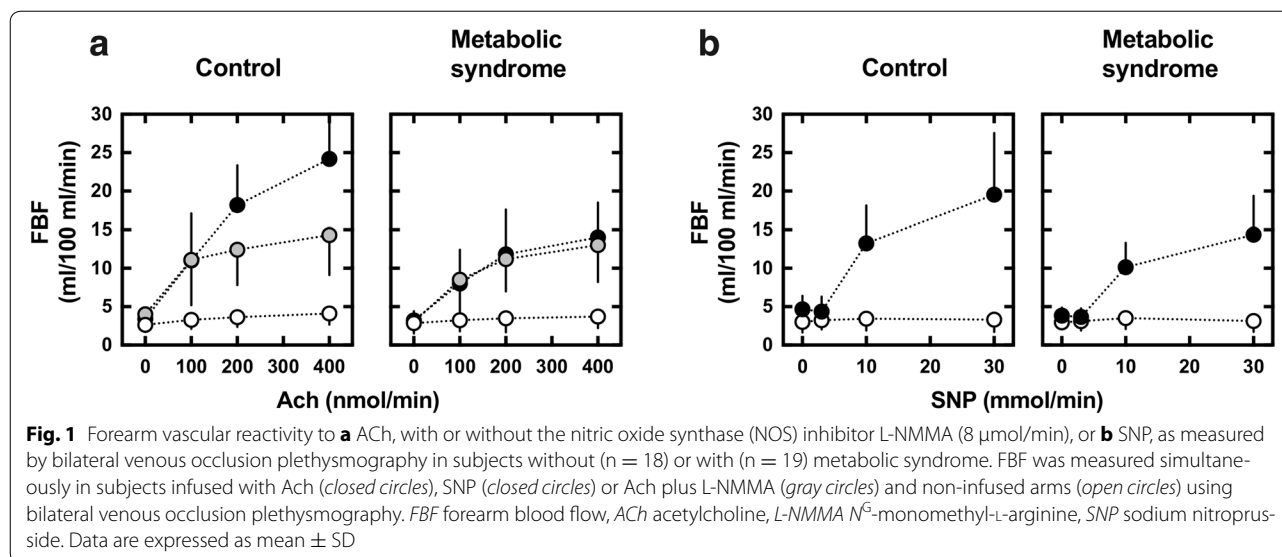 a
Control
Metabolic
syndrome
b
Control
Metabolic
syndrome
FBF
(ml/100 ml/min)
30
25
20
15
10
5
0
0 100 200 300 400
0 100 200 300 400
Ach (nmol/min)
FBF
(ml/100 ml/min)
30
25
20
15
10
5
0
0 10 20 30
0 10 20 30
SNP (mmo/min)
Fig. 1 Forearm vascular reactivity to a ACh, with or without the nitric oxide synthase (NOS) inhibitor L-NMMA (8 μmol/min), or b SNP, as measured
by bilateral venous occlusion plethysmography in subjects without (n = 18) or with (n = 19) metabolic syndrome. FBF was measured simultane-
ously in subjects infused with Ach (closed circles), SNP (closed circles) or Ach plus L-NMMA (gray circles) and non-infused arms (open circles) using
bilateral venous occlusion plethysmography. FBF forearm blood flow, ACh acetylcholine, L-NMMA Nᴳ-monomethyl-L-arginine, SNP sodium nitroprus-
side. Data are expressed as mean ± SD